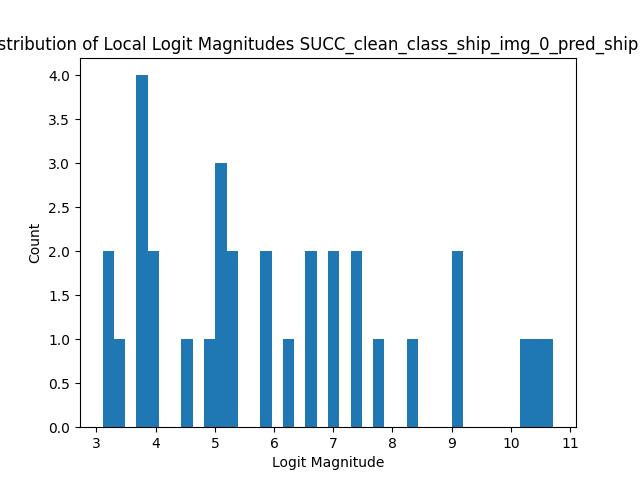 stribution of Local Logit Magnitudes SUCC_clean_class_ship_img_0_pred_ship
4.0
3.5
3.0
2.5
2.0
1.5
1.0
0.5
0.0
Count
3 4 5 6 7 8 9 10 11
Logit Magnitude